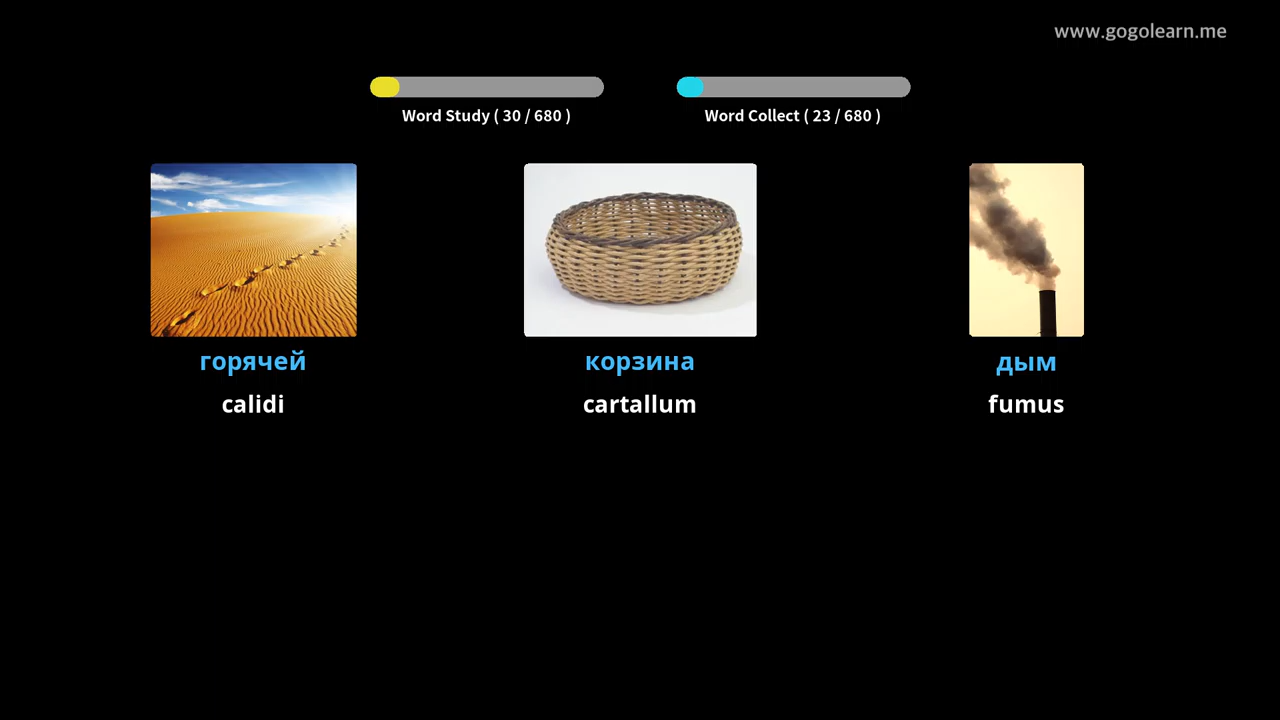 www.gogolearn.me
Word Study ( 30 / 680 )
Word Collect ( 23 / 680 )
горячей
корзина
дым
calidi
cartallum
fumus